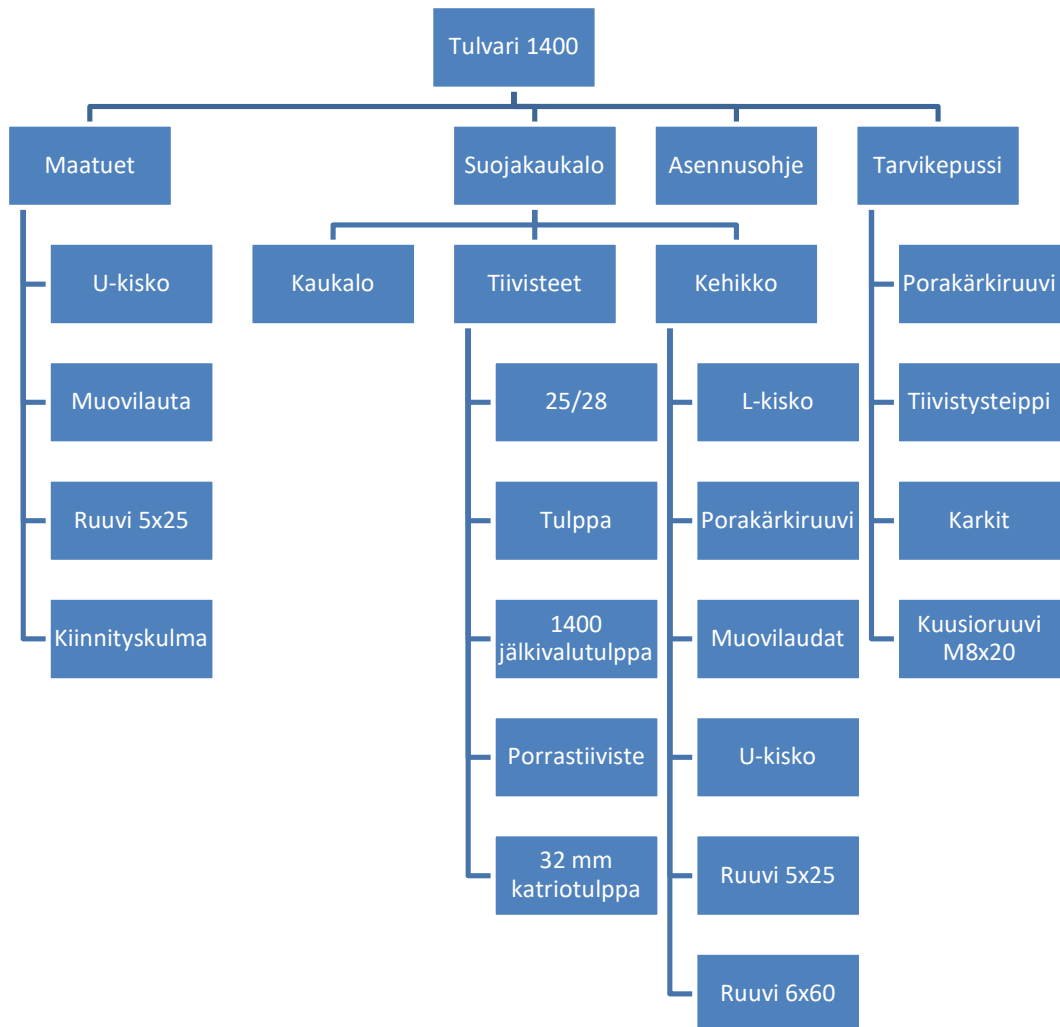 Tulvari 1400
Maatuet
Suojakaukalo
Asennusohje
Tarvikepussi
U-kisko
Muovilauta
Ruuvi 5x25
Kiinnityskulma
Kaukalo
Tiivisteet
Kehikko
25/28
Tulppa
1400
jälkivalutulppa
Porrastiiviste
32 mm
katriotulppa
L-kisko
Porakärkiruuvi
Muovilaudat
U-kisko
Ruuvi 5x25
Ruuvi 6x60
Porakärkiruuvi
Tiivistysteippi
Karkit
Kuusioruuvi
M8x20